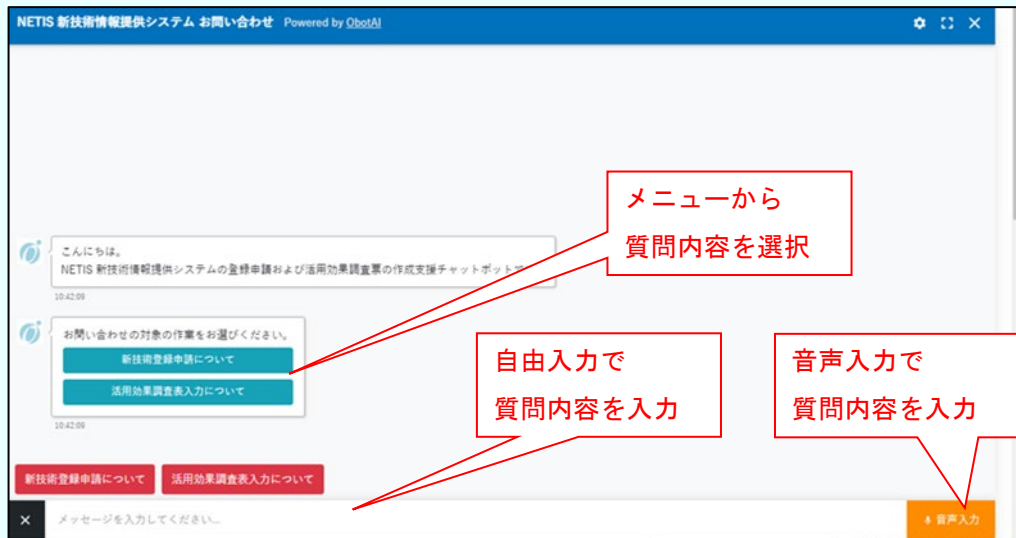 NETIS 新技術情報提供システム お問い合わせ Powered by ObotAI
メニューから
質問内容を選択
こんにちは。
NETIS 新技術情報提供システムの登録申請および活用効果調査票の作成支援チャットボットで
10:42:09
お問い合わせの対象の作業をお選びください。
新技術登録申請について
活用効果調査表入力について
10:42:09
自由入力で
質問内容を入力
音声入力で
質問内容を入力
新技術登録申請について 活用効果調査表入力について
メッセージを入力してください... 音声入力